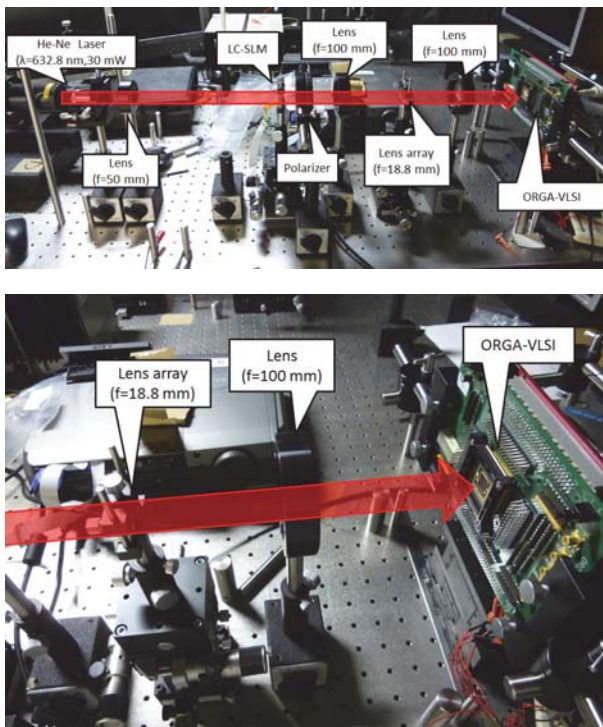 He-Ne Laser
(λ=632.8 nm,30 mW
LC-SLM
Lens
(f=100 mm)
Lens
(f=100 mm)
Lens
(f=50 mm)
Polarizer
Lens array
(f=18.8 mm)
ORGA-VLSI
Lens array
(f=18.8 mm)
Lens
(f=100 mm)
ORGA-VLSI